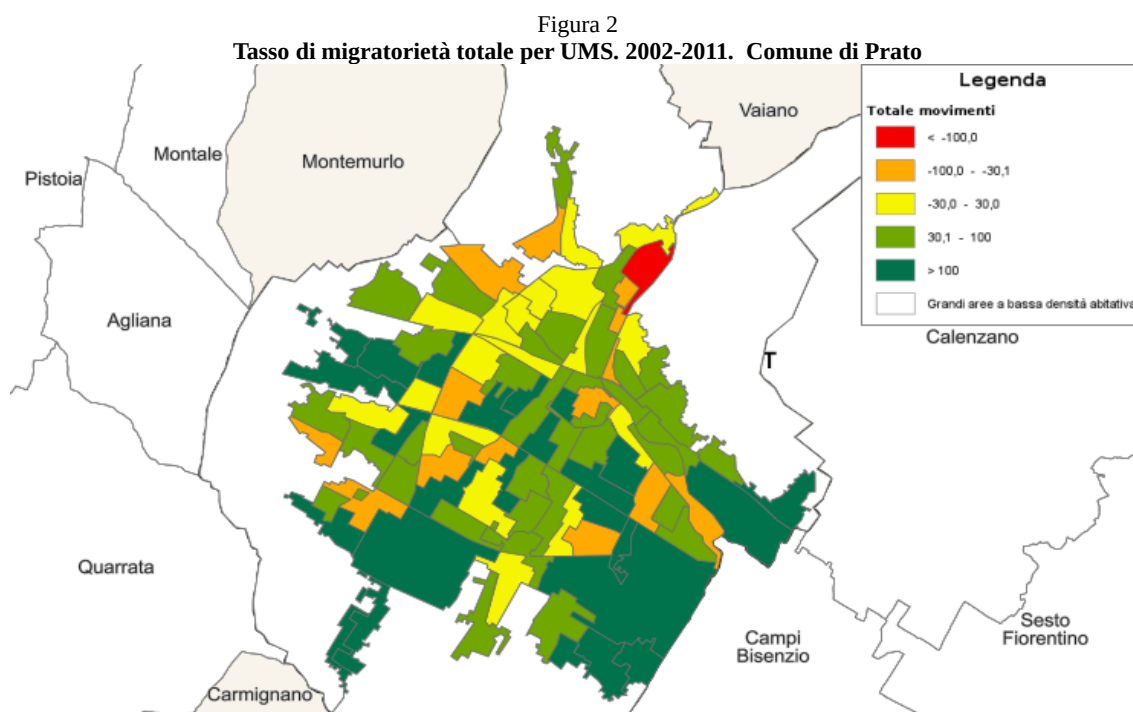 Figura 2
Tasso di migratorietà totale per UMS. 2002-2011.  Comune di Prato
Legenda
Totale movimenti
< -100,0
-100,0 - -30,1
-30,0 - 30,0
30,1 - 100
> 100
Grandi aree a bassa densitá abitativa
Vaiano
Montale
Montemurlo
Pistoia
Agliana
Calenzano
T
Quarrata
Sesto
Fiorentino
Campi
Bisenzio
Carmignano